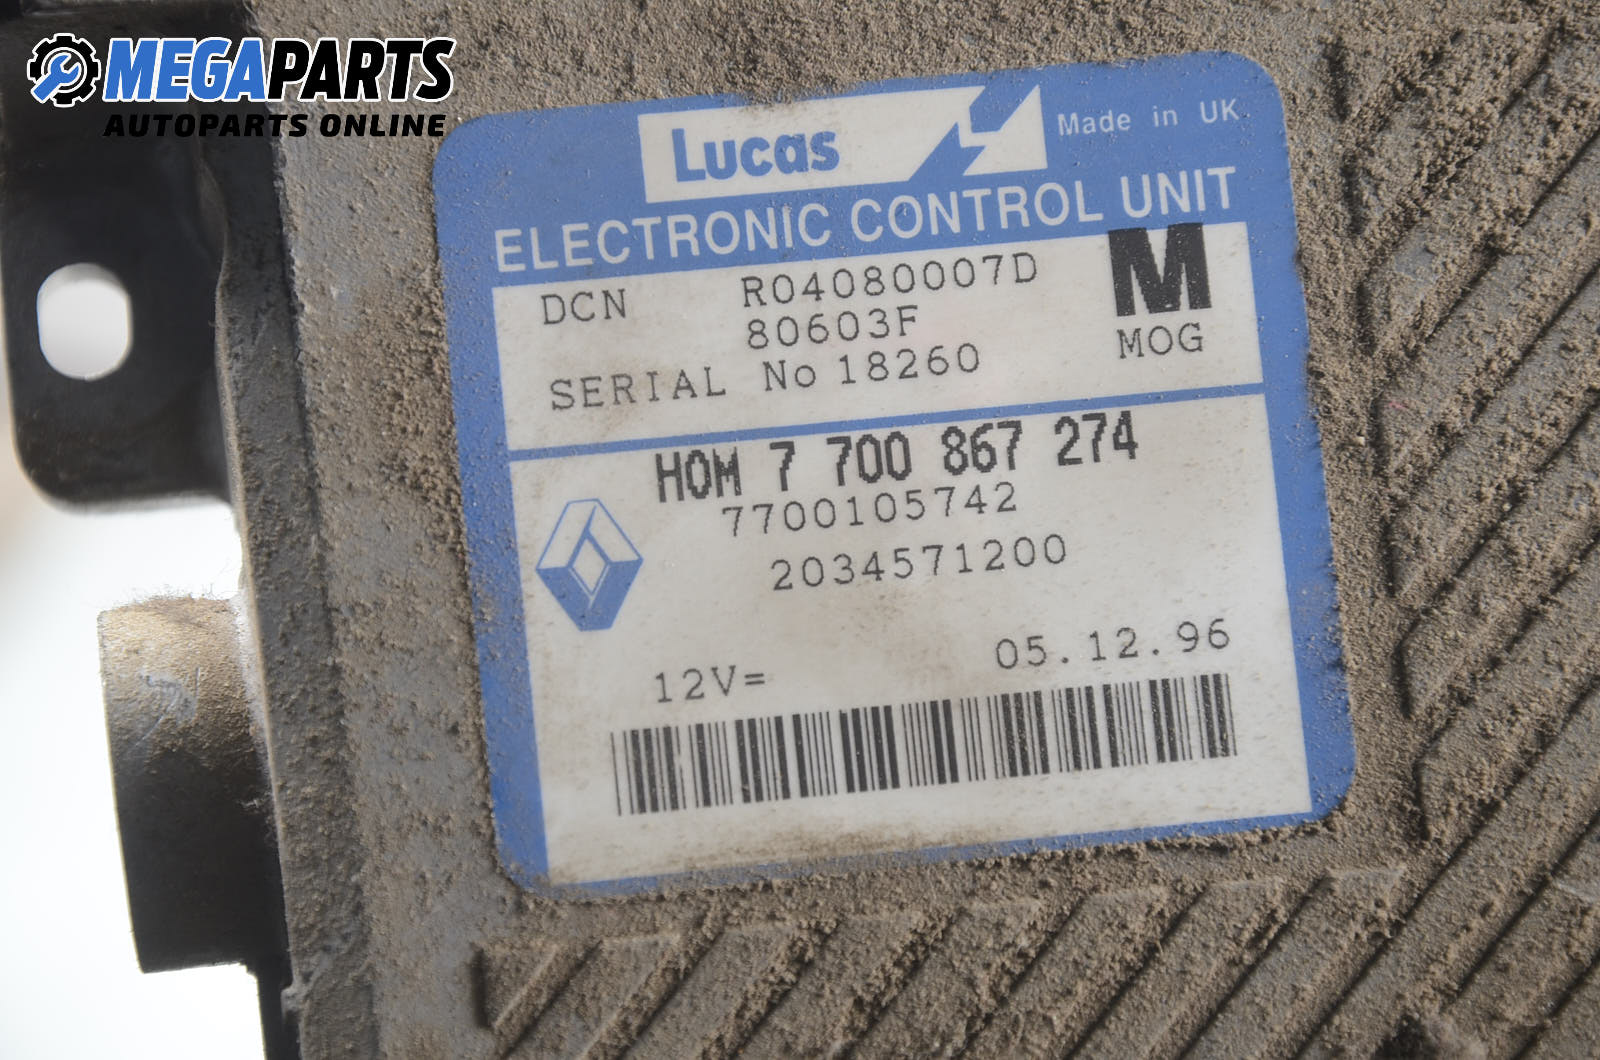 MEGAPARTS
AUTOPARTS ONLINE
Lucas
Made in UK
ELECTRONIC CONTROL UNIT
DCN R04080007D M
80603F
SERIAL No 18260 MOG
HOM 7 700 867 274
7700105742
2034571200
12V= 05.12.96